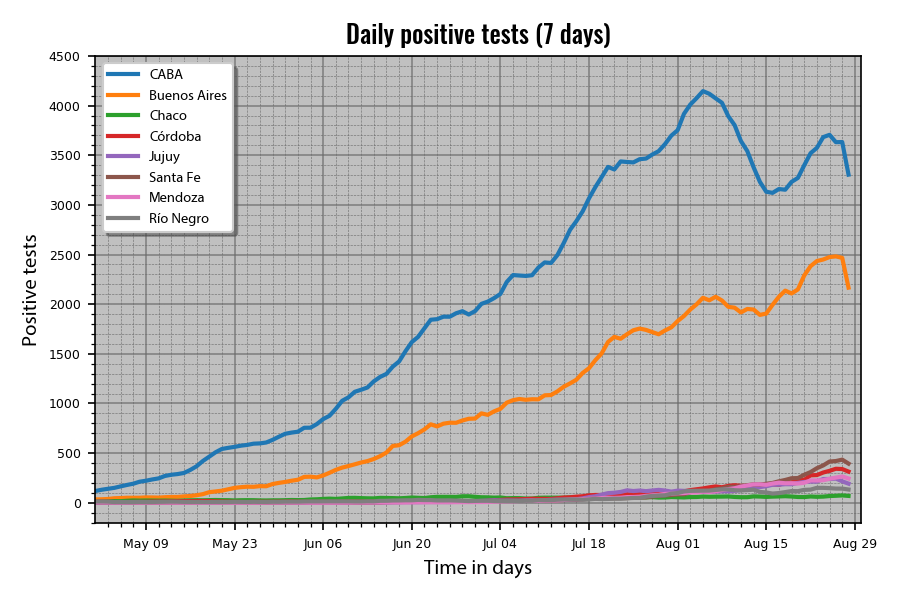 Daily positive tests (7 days)
4500
4000
3500
3000
2500
2000
1500
1000
500
0
Positive tests
CABA
Buenos Aires
Chaco
Córdoba
Jujuy
Santa Fe
Mendoza
Río Negro
May 09 May 23 Jun 06 Jun 20 Jul 04 Jul 18 Aug 01 Aug 15 Aug 29
Time in days